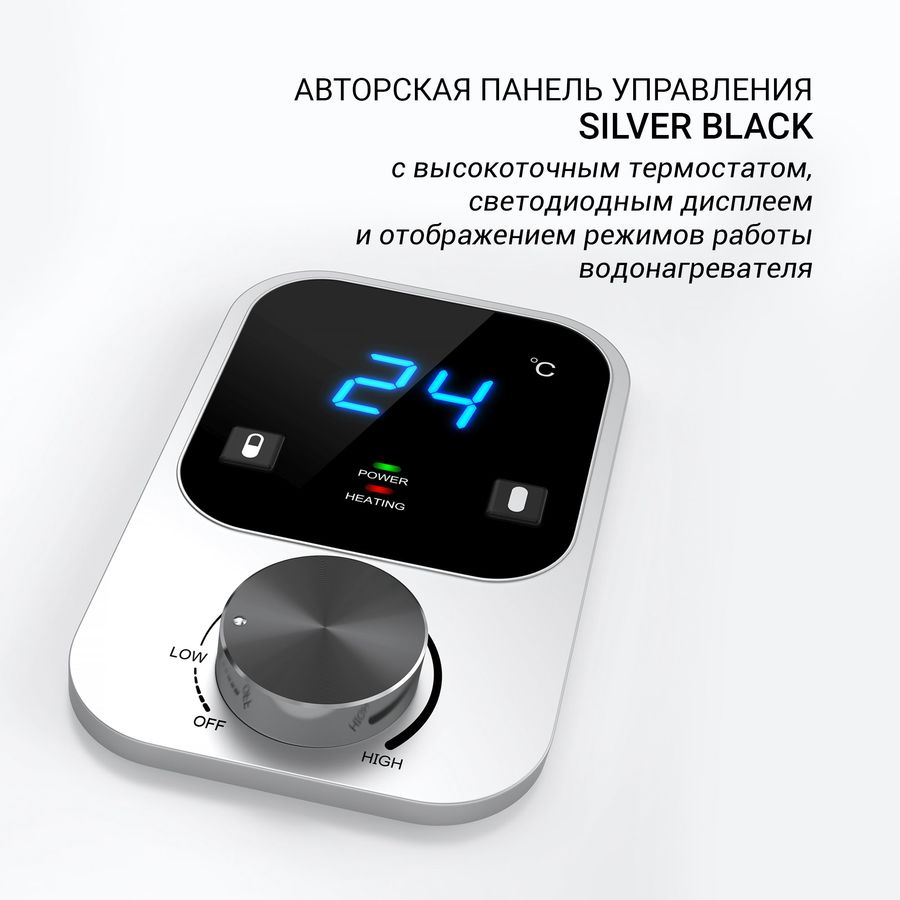 АВТОРСКАЯ ПАНЕЛЬ УПРАВЛЕНИЯ
SILVER BLACK
с высокоточным термостатом,
светодиодным дисплеем
и отображением режимов работы
водонагревателя
24 °C
POWER
HEATING
LOW
OFF
HIGH